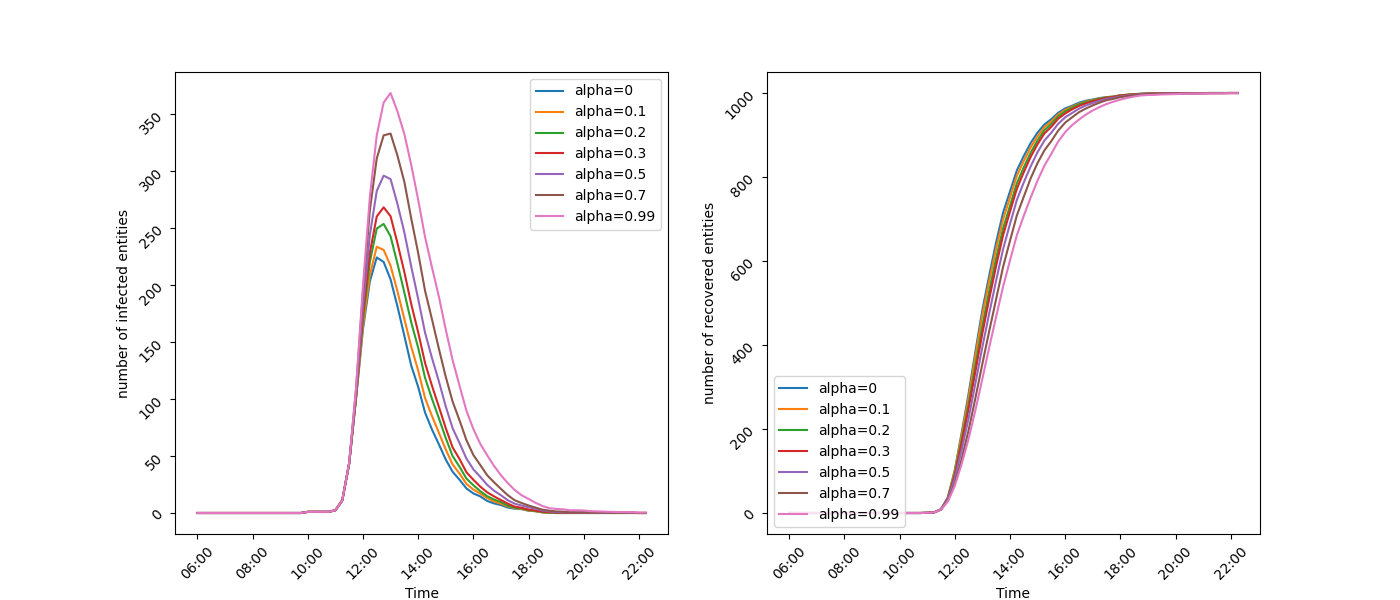 number of infected entities
350
300
250
200
150
100
50
0
alpha=0
alpha=0.1
alpha=0.2
alpha=0.3
alpha=0.5
alpha=0.7
alpha=0.99
06:00 08:00 10:00 12:00 14:00 16:00 18:00 20:00 22:00
Time
number of recovered entities
1000
800
600
400
200
0
alpha=0
alpha=0.1
alpha=0.2
alpha=0.3
alpha=0.5
alpha=0.7
alpha=0.99
06:00 08:00 10:00 12:00 14:00 16:00 18:00 20:00 22:00
Time